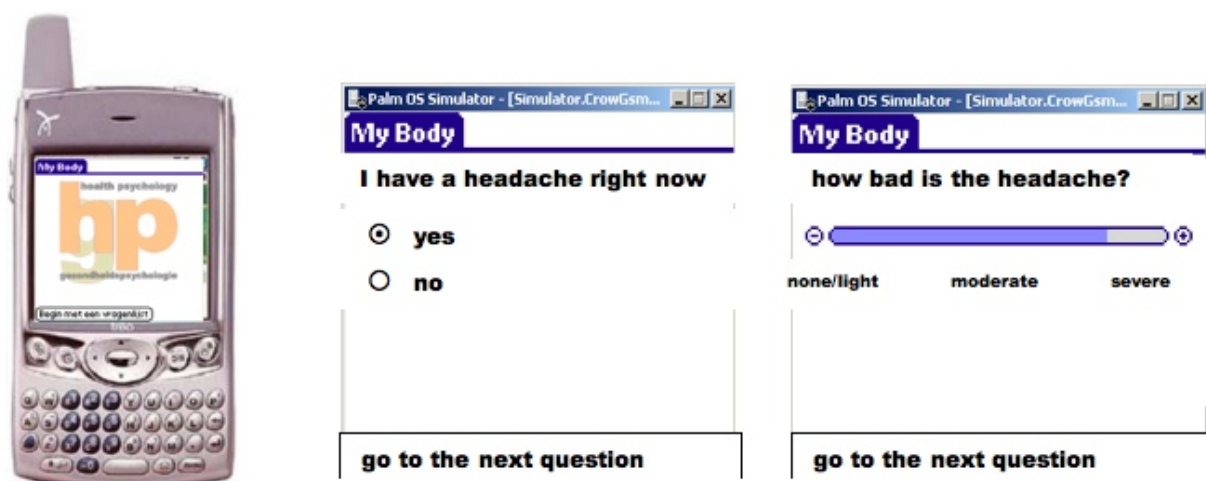 My Body
health psychology
hgp
gezondheidspsychologie
Begin met een vragenlijst
Palm OS Simulator - [Simulator.CrowGsm...
My Body
I have a headache right now
yes
no
go to the next question
Palm OS Simulator - [Simulator.CrowGsm...
My Body
how bad is the headache?
none/light moderate severe
go to the next question